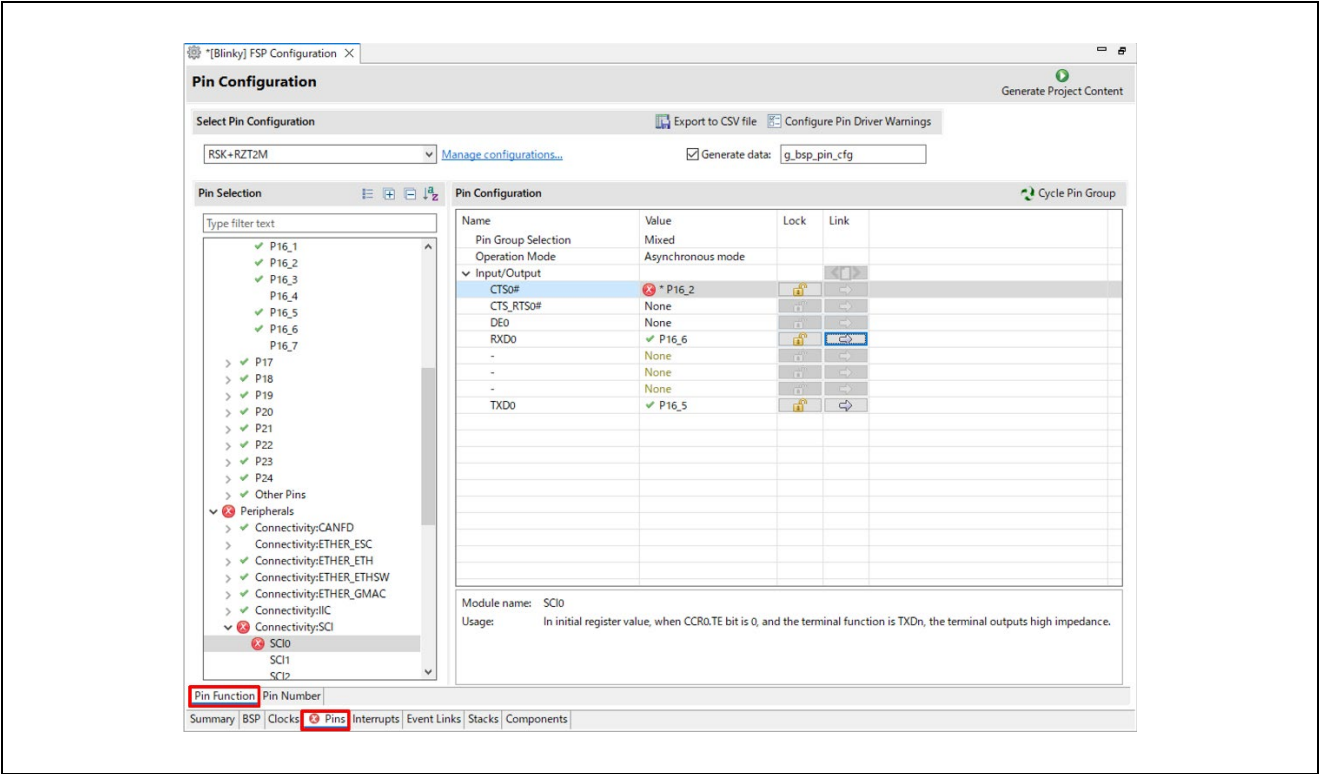 *[Blinky] FSP Configuration
Pin Configuration
Generate Project Content
Select Pin Configuration
Export to CSV file
Configure Pin Driver Warnings
RSK+RZT2M
Manage configurations...
Generate data:
g_bsp_pin_cfg
Pin Selection
Type filter text
P16_1
P16_2
P16_3
P16_4
P16_5
P16_6
P16_7
P17
P18
P19
P20
P21
P22
P23
P24
Other Pins
Peripherals
Connectivity:CANFD
Connectivity:ETHER_ESC
Connectivity:ETHER_ETH
Connectivity:ETHER_ETHSW
Connectivity:ETHER_GMAC
Connectivity:IIC
Connectivity:SCI
SCI0
SCI1
SCI2
Pin Configuration
Cycle Pin Group
Name Value Lock Link
Pin Group Selection Mixed
Operation Mode Asynchronous mode
Input/Output
CTS0# * P16_2
CTS_RTS0# None
DE0 None
RXD0 P16_6
- None
- None
- None
TXD0 P16_5
Module name: SCI0
Usage: In initial register value, when CCR0.TE bit is 0, and the terminal function is TXDn, the terminal outputs high impedance.
Pin Function Pin Number
Summary BSP Clocks Pins Interrupts Event Links Stacks Components